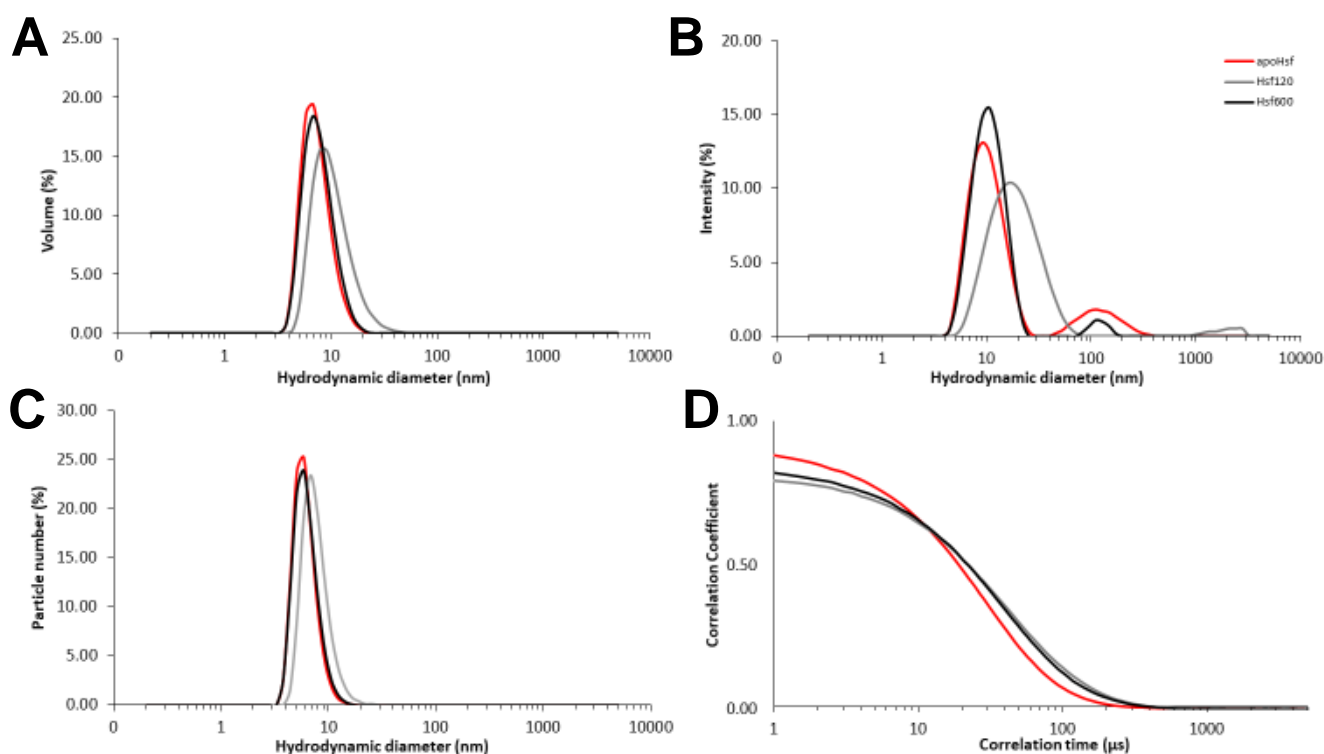 A
25.00
20.00
15.00
10.00
5.00
0.00
Volume (%)
0 1 10 100 1000 10000
Hydrodynamic diameter (nm)
B
20.00
15.00
10.00
5.00
0.00
Intensity (%)
apoHsf
Hsf120
Hsf600
0 1 10 100 1000 10000
Hydrodynamic diameter (nm)
C
30.00
25.00
20.00
15.00
10.00
5.00
0.00
Particle number (%)
0 1 10 100 1000 10000
Hydrodynamic diameter (nm)
D
1.00
0.50
0.00
Correlation Coefficient
1 10 100 1000
Correlation time (µs)